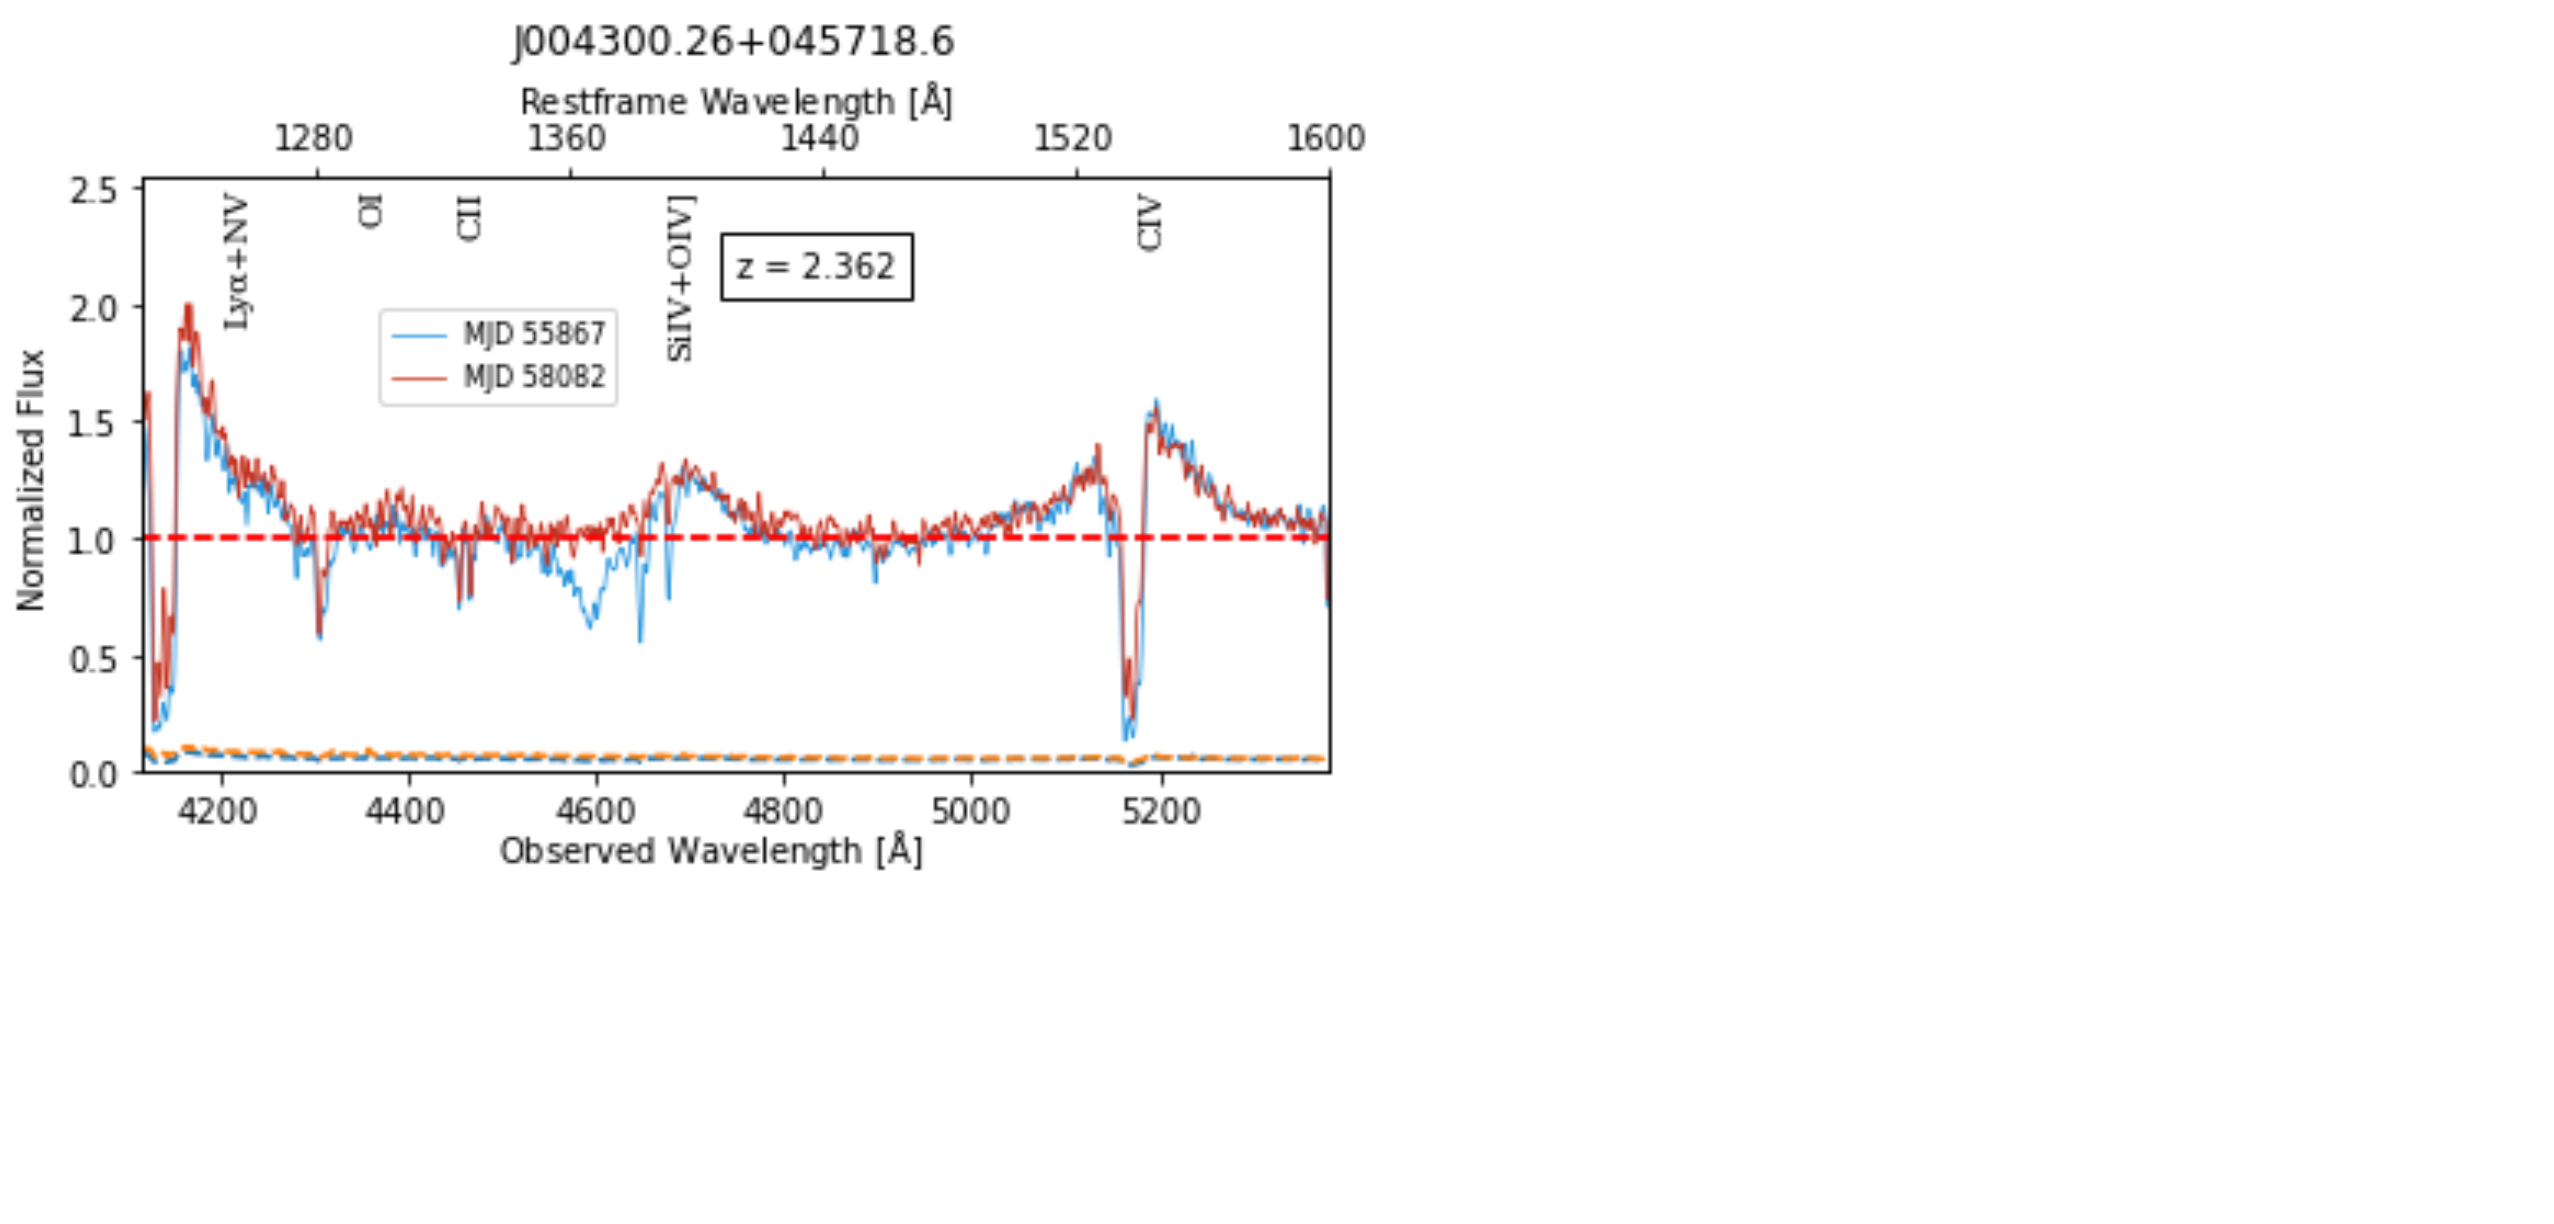 J004300.26+045718.6
Restframe Wavelength [Å]
1280 1360 1440 1520 1600
Normalized Flux
2.5
2.0
1.5
1.0
0.5
0.0
Lyα+NV
OI
CII
SiIV+OIV]
CIV
z = 2.362
MJD 55867
MJD 58082
4200 4400 4600 4800 5000 5200
Observed Wavelength [Å]